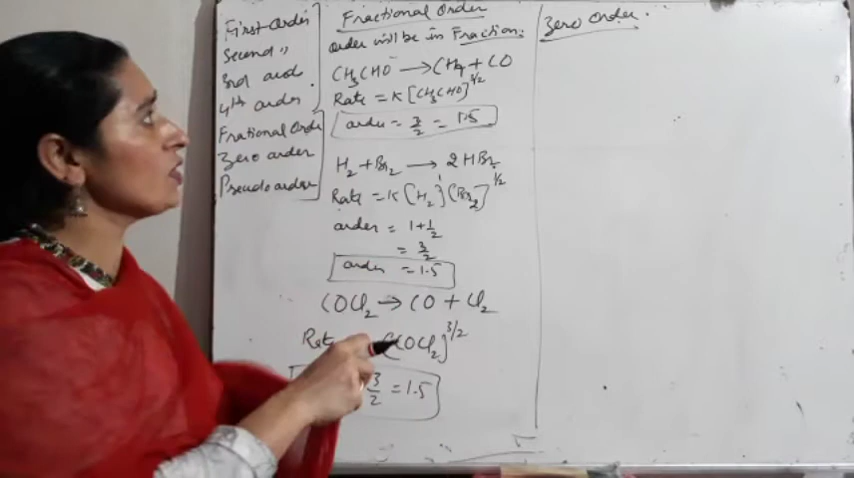 First order
Second "
3rd order
4th order.
Frational order
Zero order
Pseudo order
Fractional Order
order will be in Fraction.
CH3CHO → CH4 + CO
Rate = K[CH3CHO]^3/2
order = 3/2 = 1.5
H2 + Br2 → 2HBr
Rate = K[H2]^1[Br2]^1/2
order = 1+1/2
= 3/2
order = 1.5
COCl2 → CO + Cl2
Rate [COCl2]^3/2
3/2 = 1.5
Zero order.